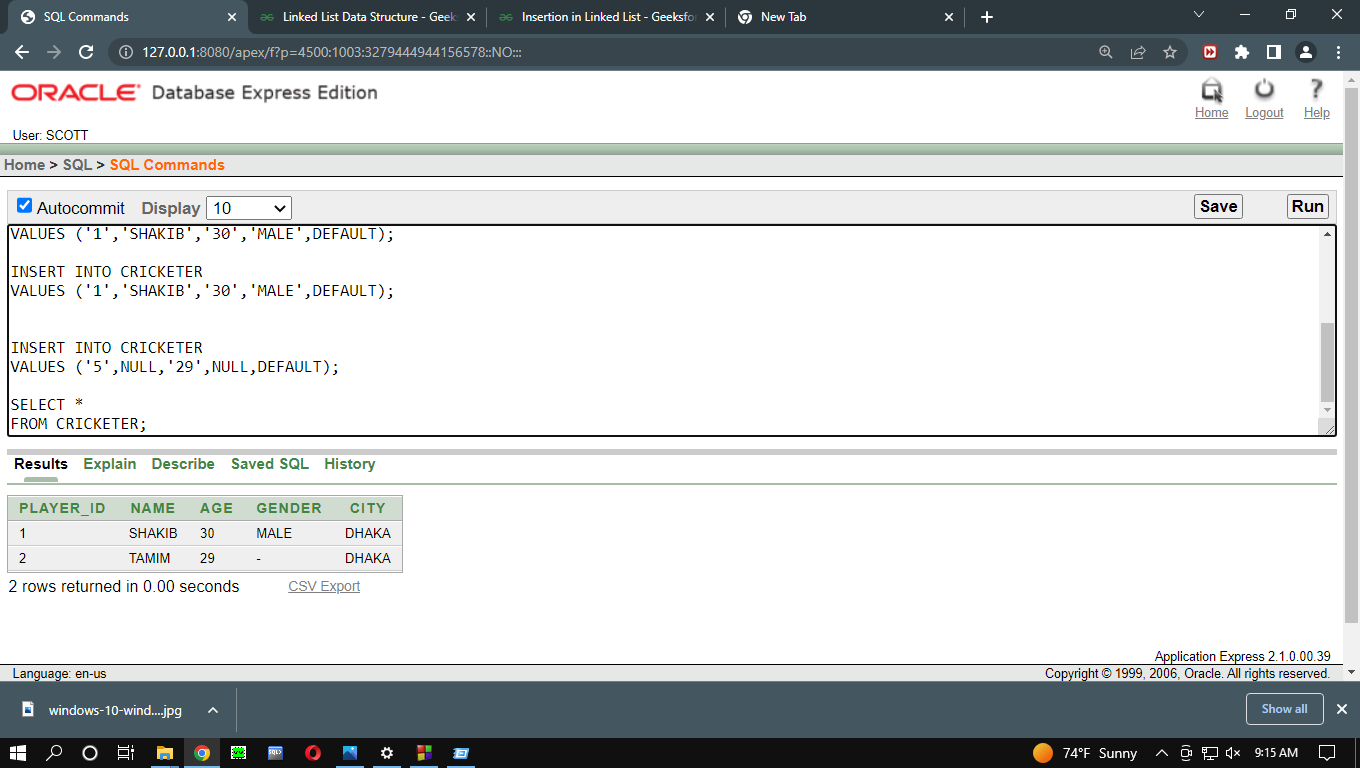 SQL Commands
Linked List Data Structure - Geek
Insertion in Linked List - Geeksfo
New Tab
127.0.0.1:8080/apex/f?p=4500:1003:3279444944156578::NO:::
ORACLE Database Express Edition
Home Logout Help
User: SCOTT
Home > SQL > SQL Commands
Autocommit Display 10 Save Run
VALUES ('1','SHAKIB','30','MALE',DEFAULT);
INSERT INTO CRICKETER
VALUES ('1','SHAKIB','30','MALE',DEFAULT);
INSERT INTO CRICKETER
VALUES ('5',NULL,'29',NULL,DEFAULT);
SELECT *
FROM CRICKETER;
Results Explain Describe Saved SQL History
PLAYER_ID NAME AGE GENDER CITY
1 SHAKIB 30 MALE DHAKA
2 TAMIM 29 - DHAKA
2 rows returned in 0.00 seconds CSV Export
Application Express 2.1.0.00.39
Language: en-us Copyright © 1999, 2006, Oracle. All rights reserved.
windows-10-wind....jpg Show all
74°F Sunny 9:15 AM